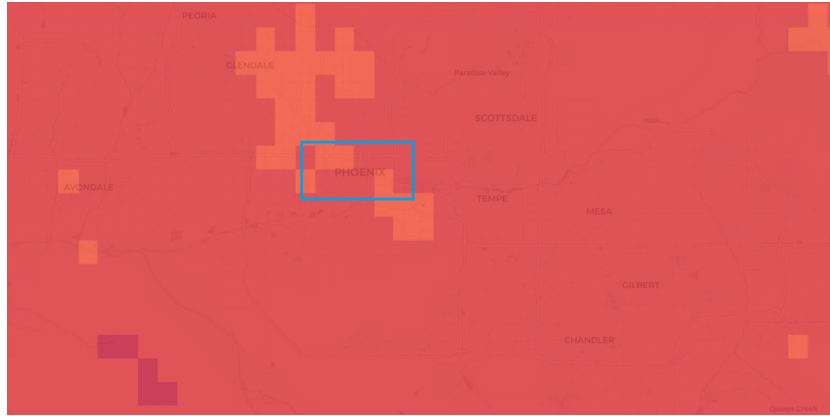 PEORIA
GLENDALE
Paradise Valley
SCOTTSDALE
PHOENIX
AVONDALE
TEMPE
MESA
GILBERT
CHANDLER
Queen Creek